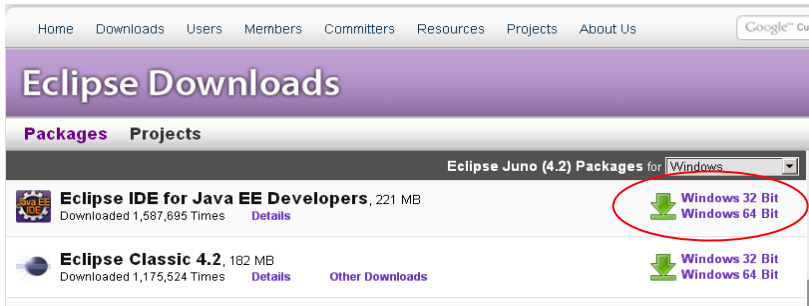 Home Downloads Users Members Committers Resources Projects About Us Google™ Cu
Eclipse Downloads
Packages Projects
Eclipse Juno (4.2) Packages for Windows
Java EE IDE
Eclipse IDE for Java EE Developers, 221 MB
Windows 32 Bit
Downloaded 1,587,695 Times Details
Windows 64 Bit
Eclipse Classic 4.2, 182 MB
Windows 32 Bit
Downloaded 1,175,524 Times Details Other Downloads
Windows 64 Bit